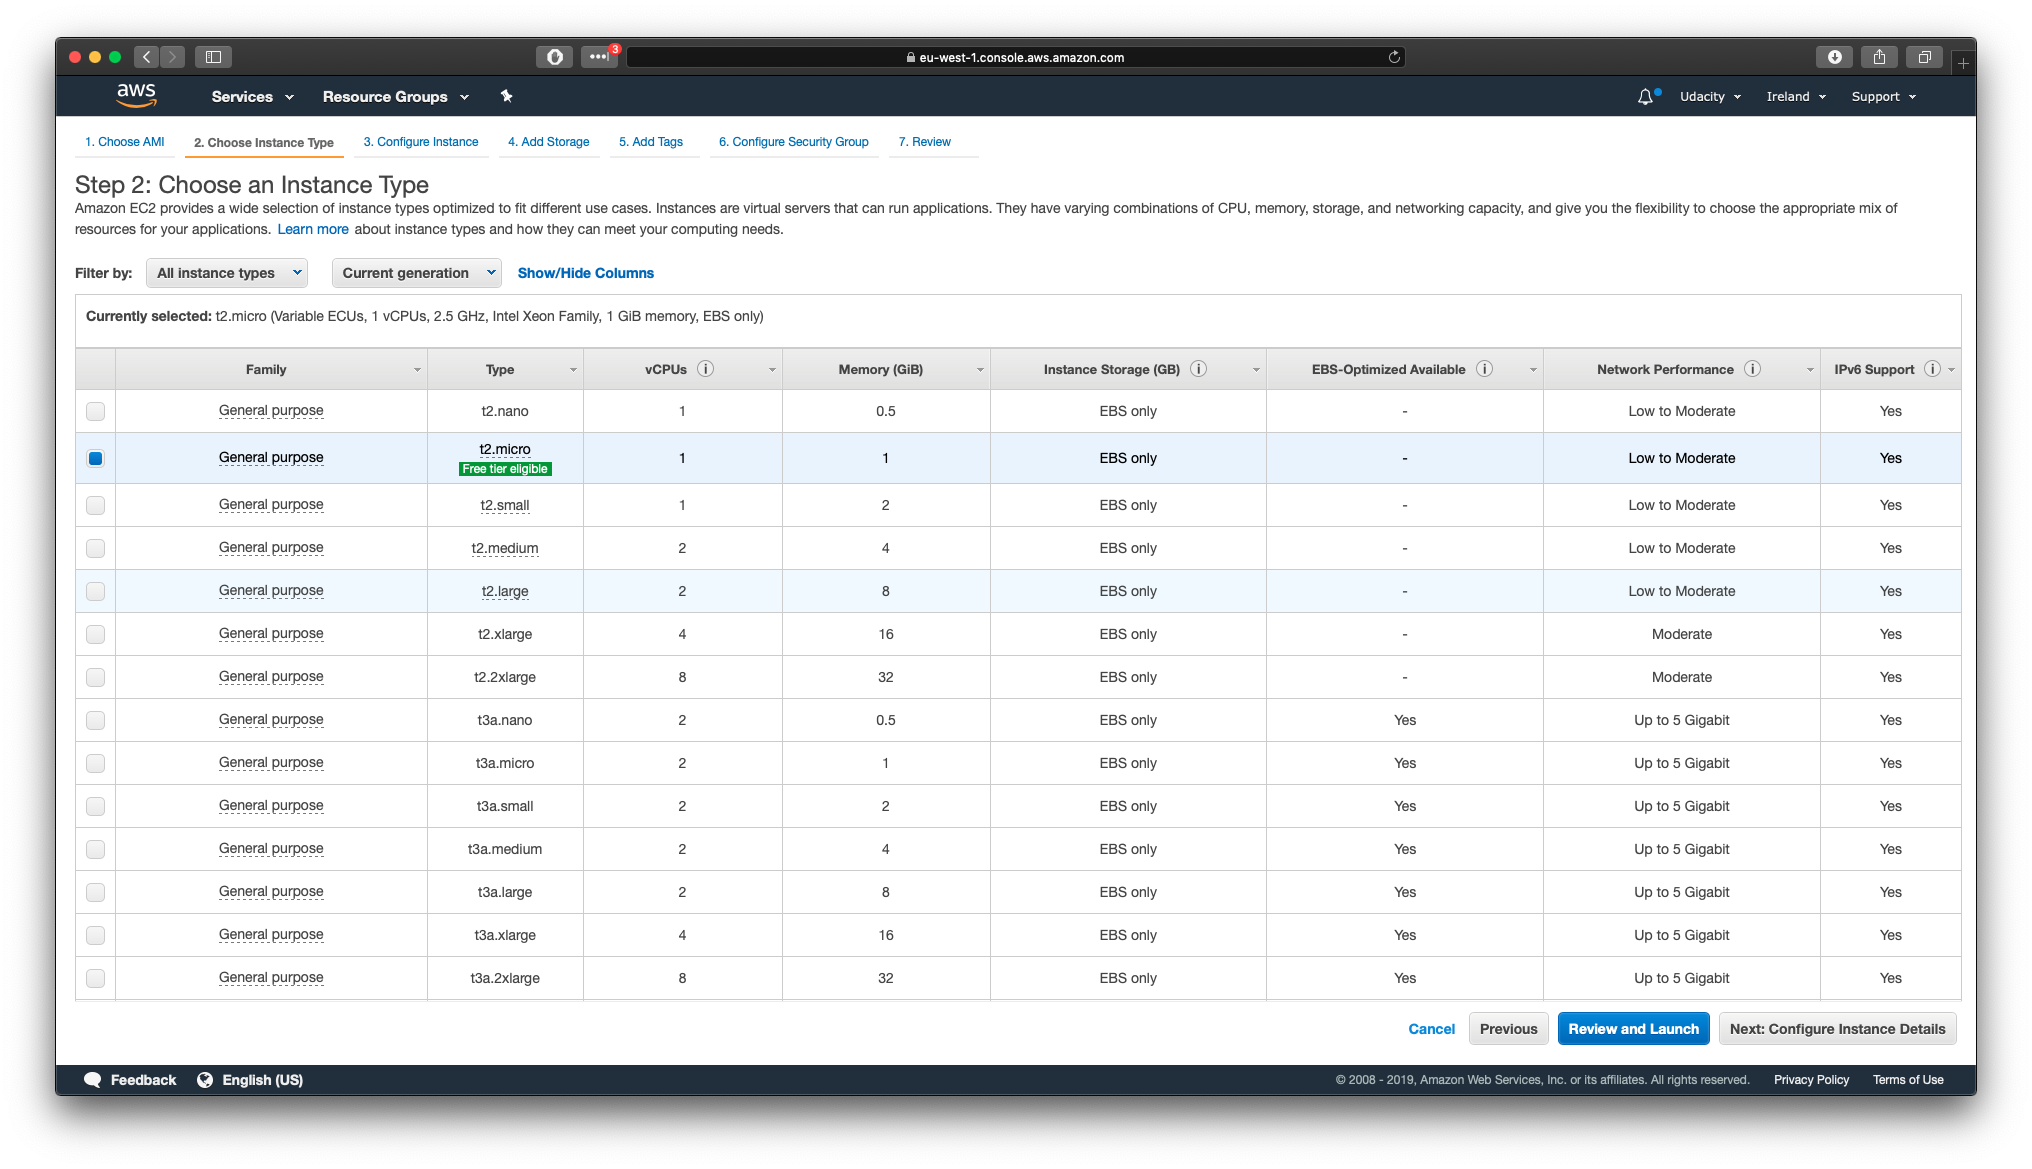 3
eu-west-1.console.aws.amazon.com
aws Services Resource Groups Udacity Ireland Support
1. Choose AMI 2. Choose Instance Type 3. Configure Instance 4. Add Storage 5. Add Tags 6. Configure Security Group 7. Review
Step 2: Choose an Instance Type
Amazon EC2 provides a wide selection of instance types optimized to fit different use cases. Instances are virtual servers that can run applications. They have varying combinations of CPU, memory, storage, and networking capacity, and give you the flexibility to choose the appropriate mix of
resources for your applications. Learn more about instance types and how they can meet your computing needs.
Filter by: All instance types Current generation Show/Hide Columns
Currently selected: t2.micro (Variable ECUs, 1 vCPUs, 2.5 GHz, Intel Xeon Family, 1 GiB memory, EBS only)
Family Type vCPUs Memory (GiB) Instance Storage (GB) EBS-Optimized Available Network Performance IPv6 Support
General purpose t2.nano 1 0.5 EBS only - Low to Moderate Yes
General purpose t2.micro 1 1 EBS only - Low to Moderate Yes
Free tier eligible
General purpose t2.small 1 2 EBS only - Low to Moderate Yes
General purpose t2.medium 2 4 EBS only - Low to Moderate Yes
General purpose t2.large 2 8 EBS only - Low to Moderate Yes
General purpose t2.xlarge 4 16 EBS only - Moderate Yes
General purpose t2.2xlarge 8 32 EBS only - Moderate Yes
General purpose t3a.nano 2 0.5 EBS only Yes Up to 5 Gigabit Yes
General purpose t3a.micro 2 1 EBS only Yes Up to 5 Gigabit Yes
General purpose t3a.small 2 2 EBS only Yes Up to 5 Gigabit Yes
General purpose t3a.medium 2 4 EBS only Yes Up to 5 Gigabit Yes
General purpose t3a.large 2 8 EBS only Yes Up to 5 Gigabit Yes
General purpose t3a.xlarge 4 16 EBS only Yes Up to 5 Gigabit Yes
General purpose t3a.2xlarge 8 32 EBS only Yes Up to 5 Gigabit Yes
Cancel Previous Review and Launch Next: Configure Instance Details
Feedback English (US) © 2008 - 2019, Amazon Web Services, Inc. or its affiliates. All rights reserved. Privacy Policy Terms of Use